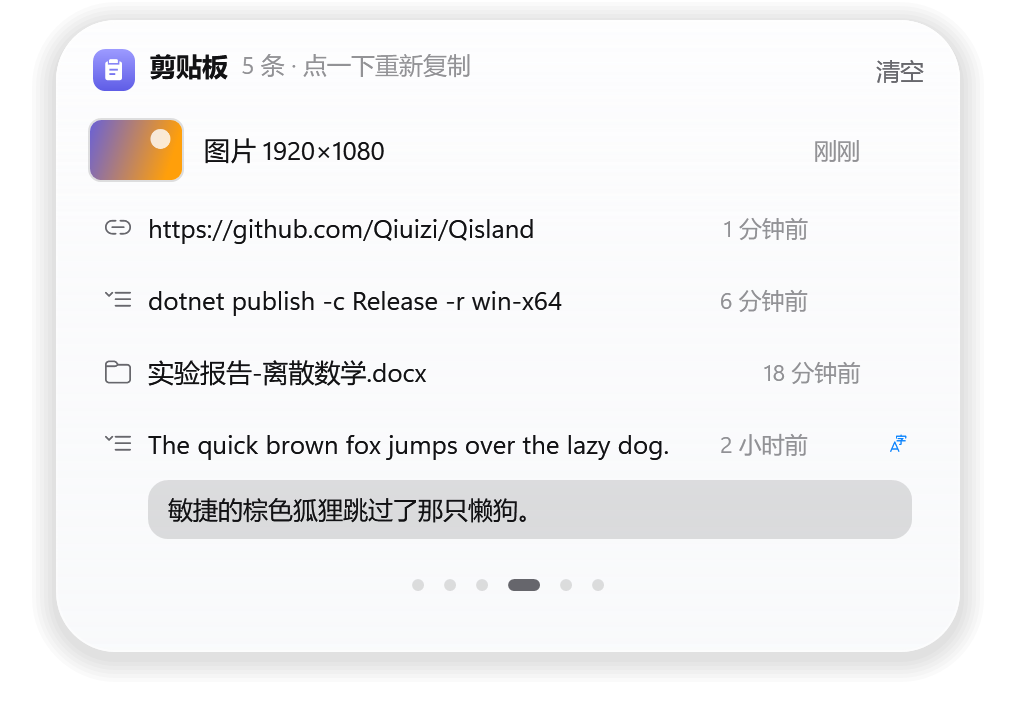 剪贴板 5 条 · 点一下重新复制 清空
图片 1920×1080 刚刚
https://github.com/Qiuizi/Qisland 1 分钟前
dotnet publish -c Release -r win-x64 6 分钟前
实验报告-离散数学.docx 18 分钟前
The quick brown fox jumps over the lazy dog. 2 小时前 A字
敏捷的棕色狐狸跳过了那只懒狗。